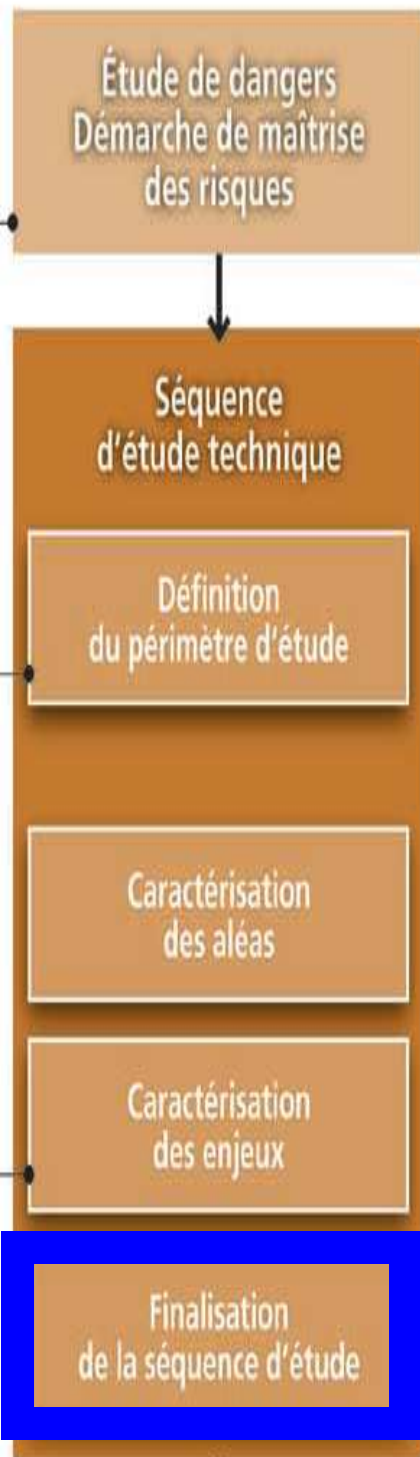 Étude de dangers
Démarche de maîtrise
des risques
Séquence
d'étude technique
Définition
du périmètre d'étude
Caractérisation
des aléas
Caractérisation
des enjeux
Finalisation
de la séquence d'étude